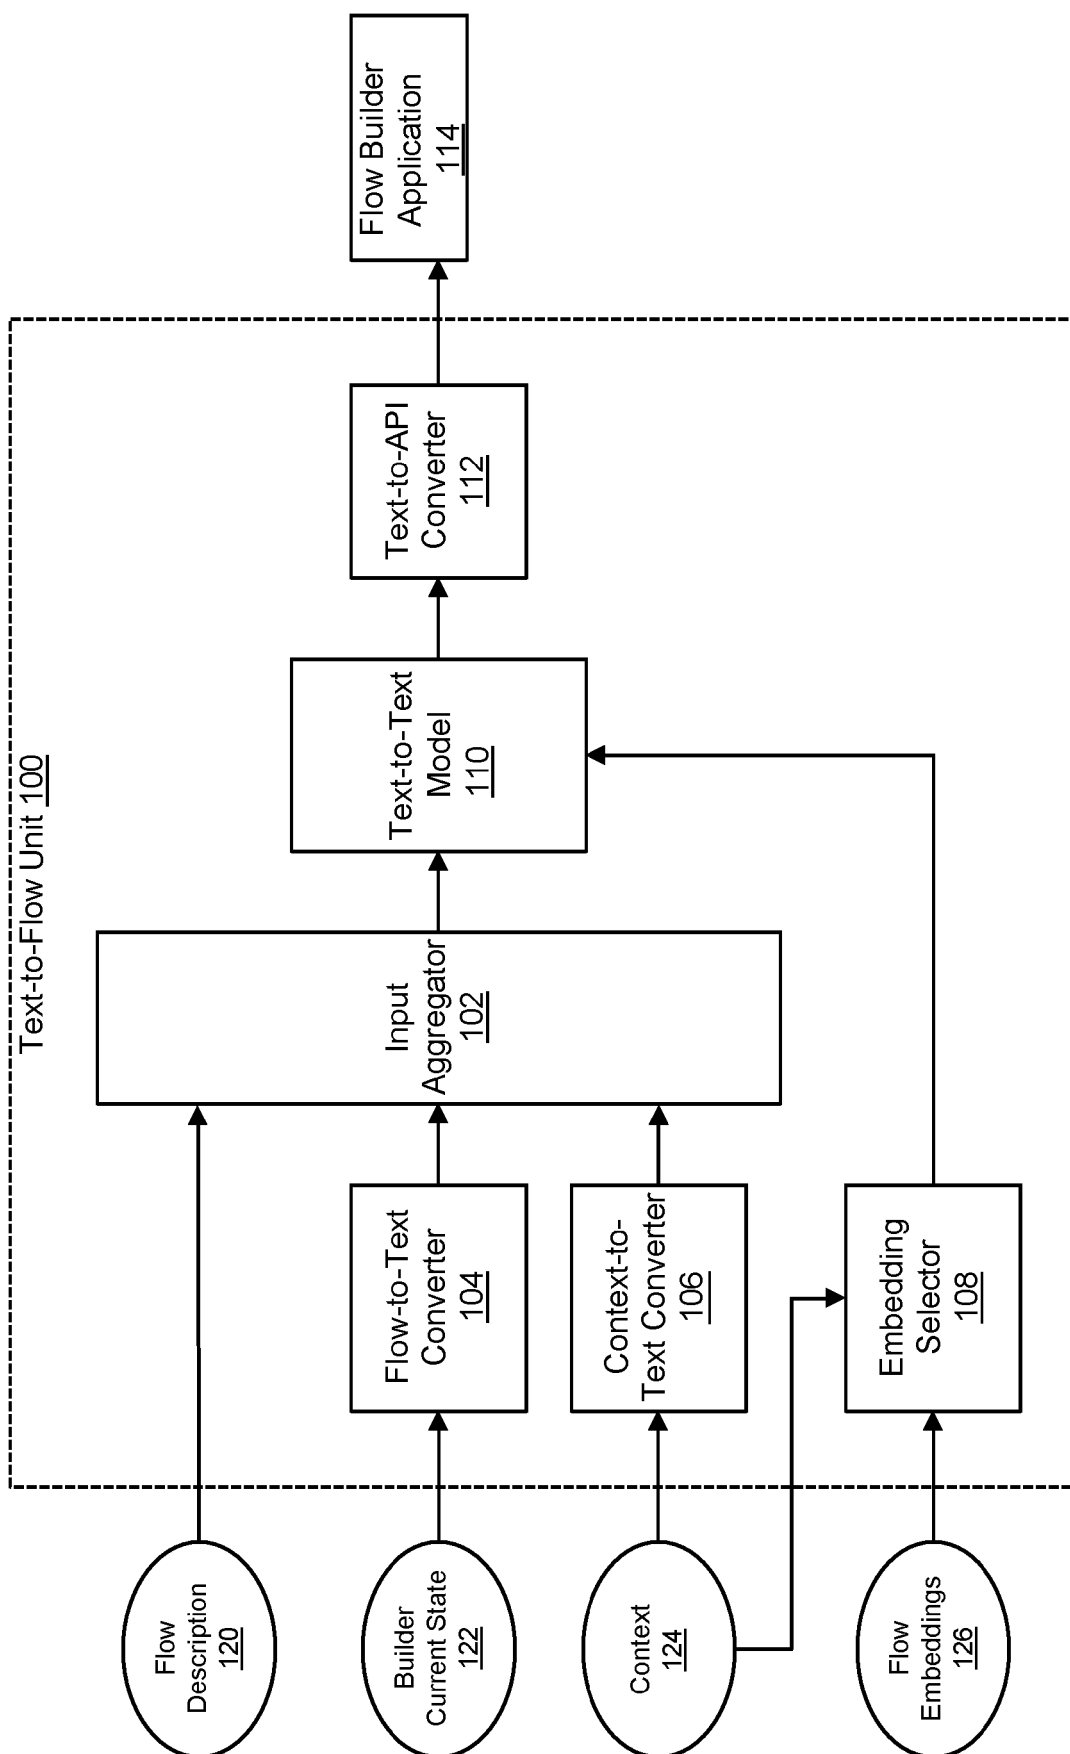 Text-to-Flow Unit 100
Flow
Description
120
Builder
Current State
122
Context
124
Flow
Embeddings
126
Flow-to-Text
Converter
104
Context-to-
Text Converter
106
Embedding
Selector
108
Input
Aggregator
102
Text-to-Text
Model
110
Text-to-API
Converter
112
Flow Builder
Application
114